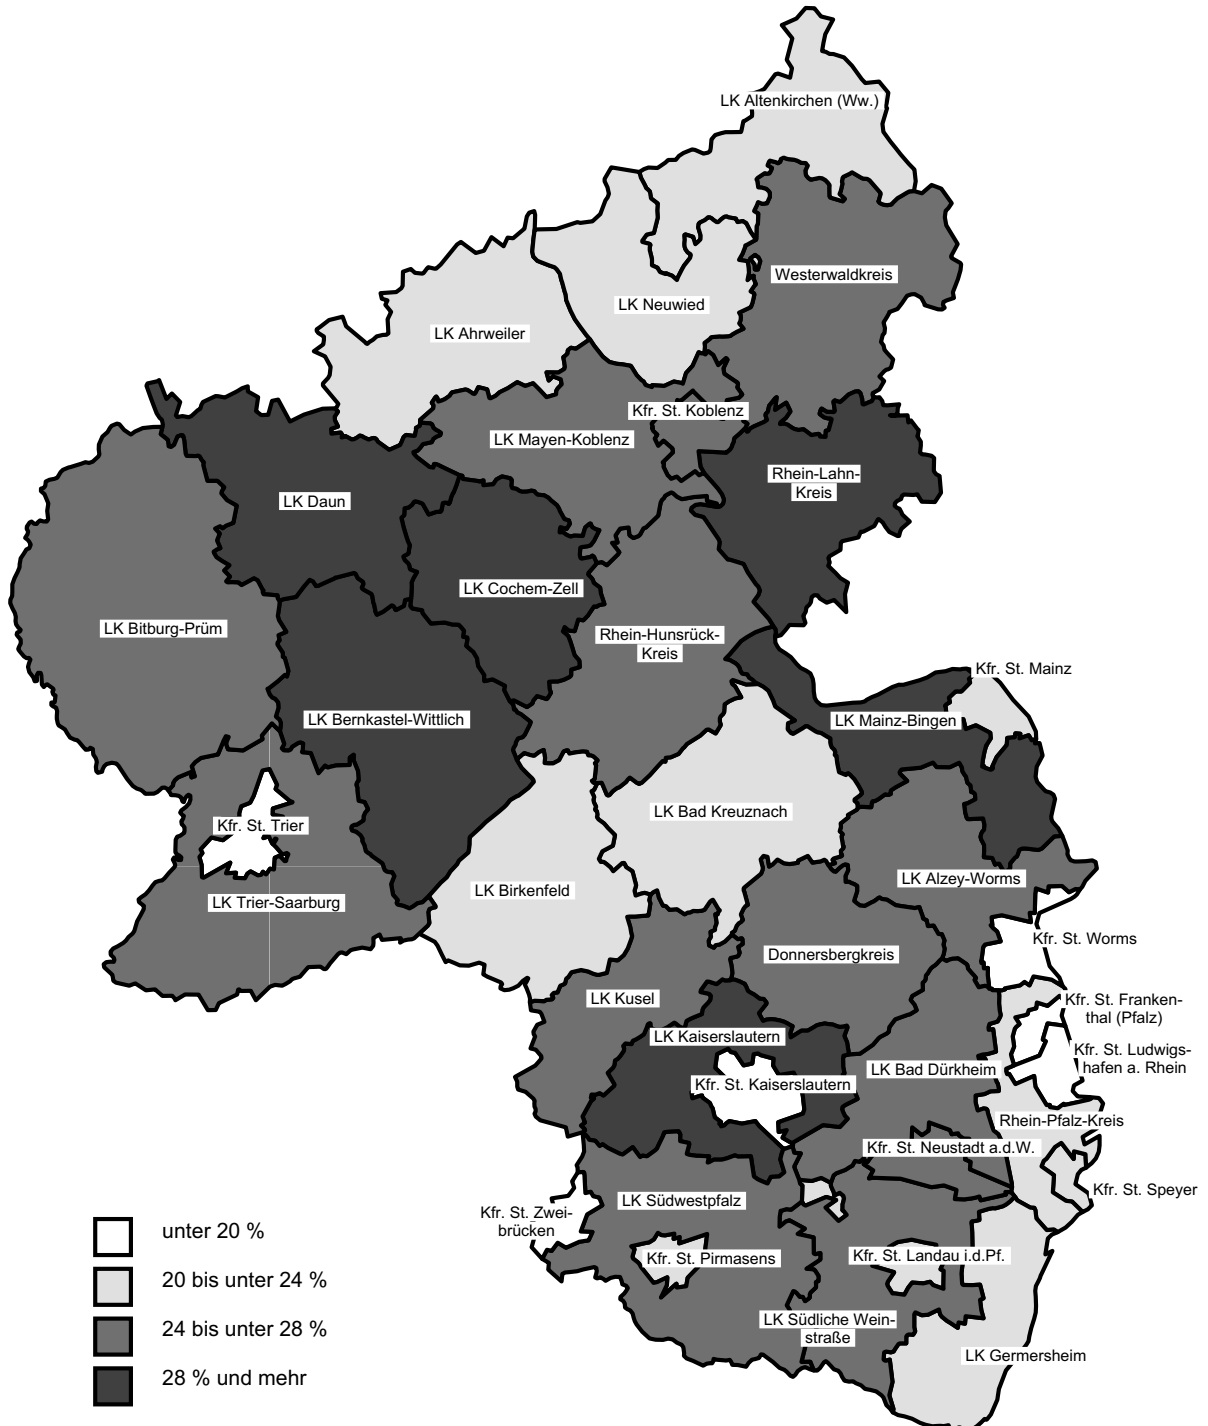 LK Altenkirchen (Ww.)
Westerwaldkreis
LK Neuwied
LK Ahrweiler
Kfr. St. Koblenz
LK Mayen-Koblenz
Rhein-Lahn-
Kreis
LK Daun
LK Cochem-Zell
LK Bitburg-Prüm
Rhein-Hunsrück-
Kreis
Kfr. St. Mainz
LK Bernkastel-Wittlich
LK Mainz-Bingen
LK Bad Kreuznach
Kfr. St. Trier
LK Alzey-Worms
LK Birkenfeld
LK Trier-Saarburg
Kfr. St. Worms
Donnersbergkreis
LK Kusel
Kfr. St. Franken-
thal (Pfalz)
LK Kaiserslautern
Kfr. St. Ludwigs-
hafen a. Rhein
LK Bad Dürkheim
Kfr. St. Kaiserslautern
Rhein-Pfalz-Kreis
Kfr. St. Neustadt a.d.W.
Kfr. St. Speyer
LK Südwestpfalz
Kfr. St. Zwei-
brücken
Kfr. St. Pirmasens
Kfr. St. Landau i.d.Pf.
LK Südliche Wein-
straße
LK Germersheim
unter 20 %
20 bis unter 24 %
24 bis unter 28 %
28 % und mehr